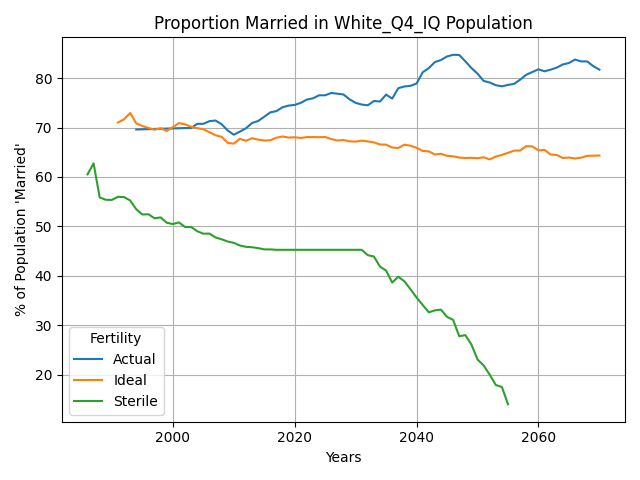 Proportion Married in White_Q4_IQ Population
% of Population 'Married'
80
70
60
50
40
30
20
Fertility
Actual
Ideal
Sterile
2000 2020 2040 2060
Years